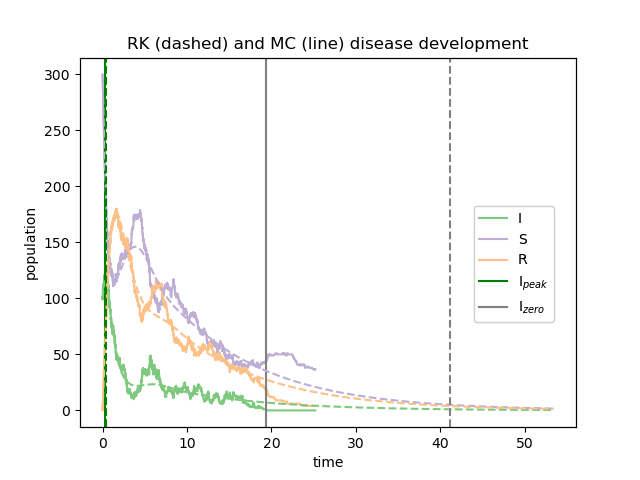 RK (dashed) and MC (line) disease development
300
250
200
150
100
50
0
population
I
S
R
I_peak
I_zero
0 10 20 30 40 50
time